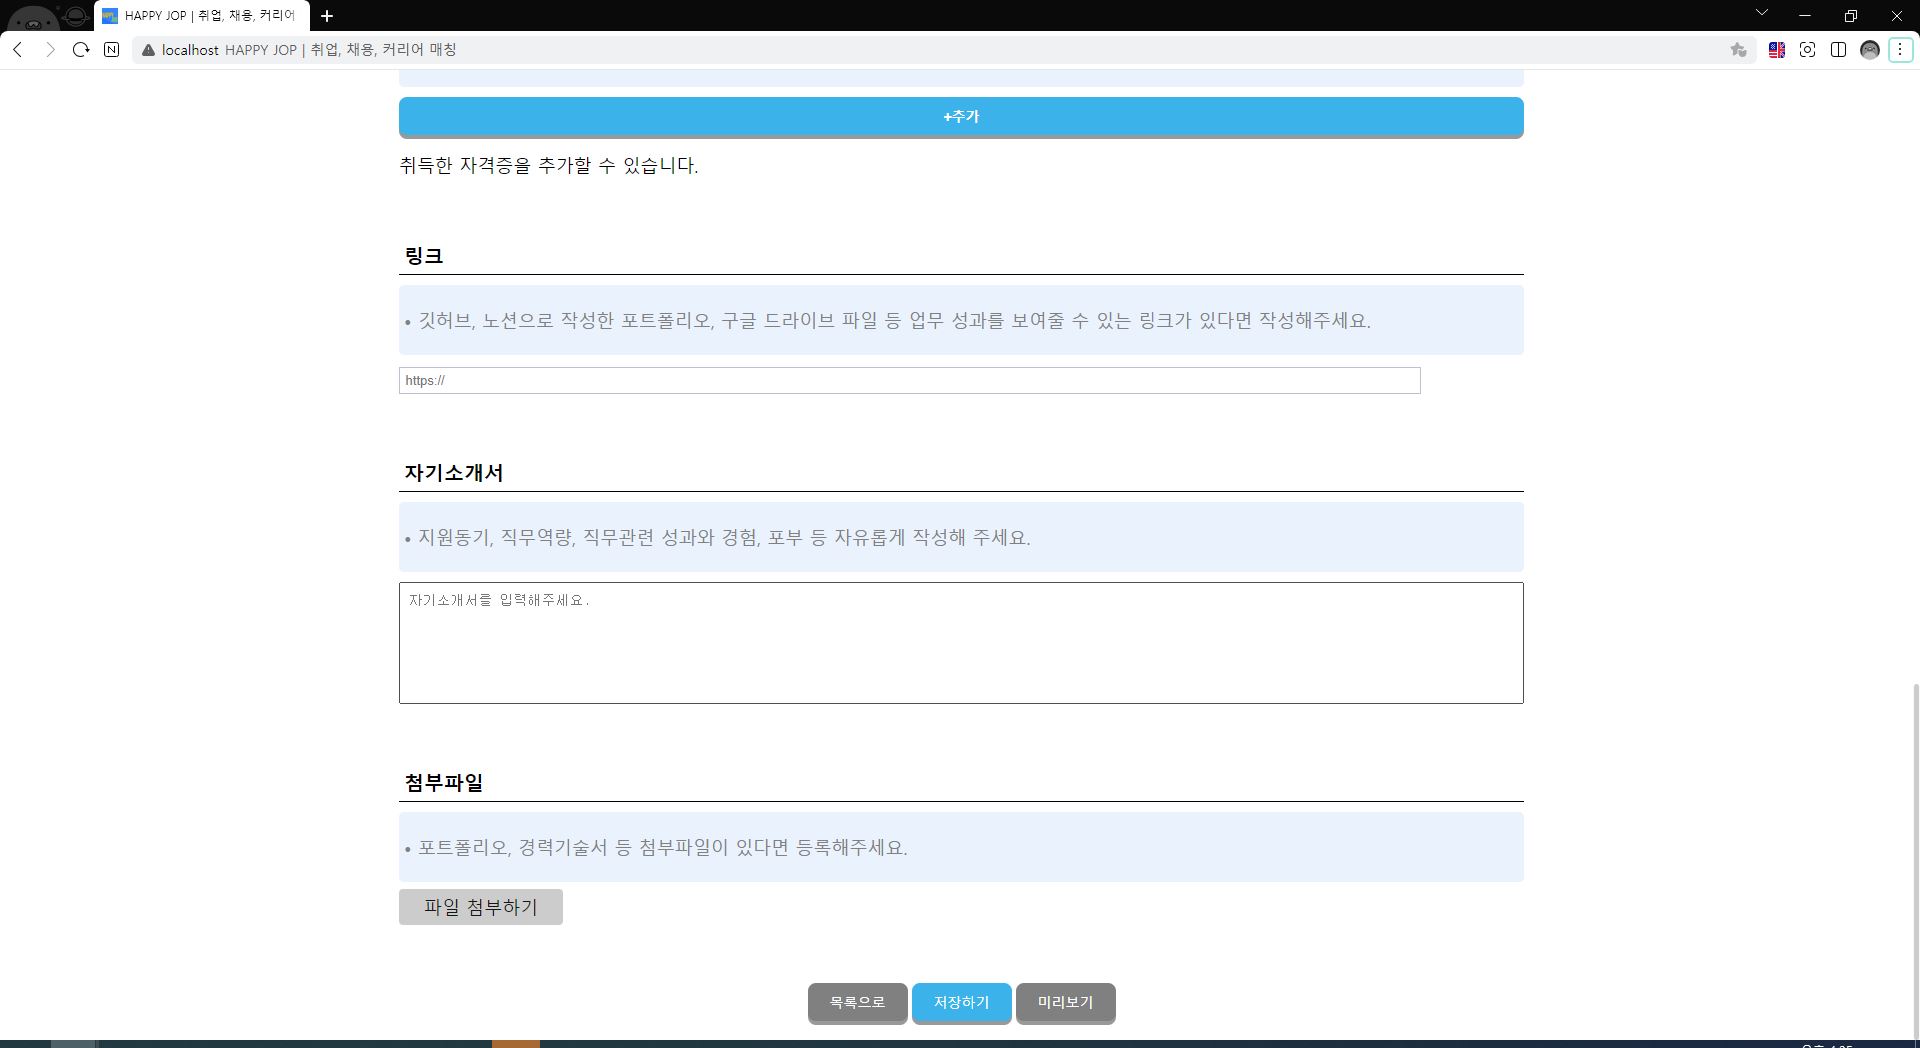 HAPPY JOP | 취업, 채용, 커리어
localhost HAPPY JOP | 취업, 채용, 커리어 매칭
+추가
취득한 자격증을 추가할 수 있습니다.
링크
• 깃허브, 노션으로 작성한 포트폴리오, 구글 드라이브 파일 등 업무 성과를 보여줄 수 있는 링크가 있다면 작성해주세요.
https://
자기소개서
• 지원동기, 직무역량, 직무관련 성과와 경험, 포부 등 자유롭게 작성해 주세요.
자기소개서를 입력해주세요.
첨부파일
• 포트폴리오, 경력기술서 등 첨부파일이 있다면 등록해주세요.
파일 첨부하기
목록으로 저장하기 미리보기